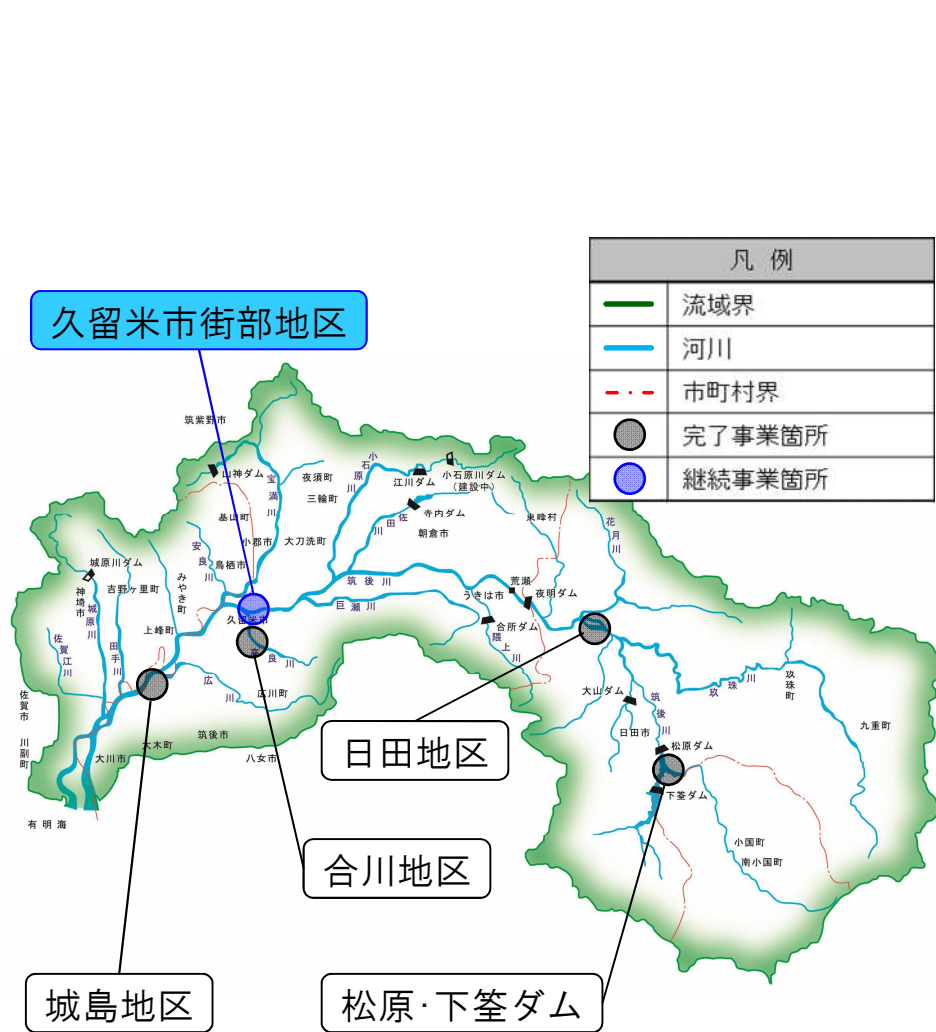 凡 例
流域界
河川
市町村界
完了事業箇所
継続事業箇所
久留米市街部地区
筑紫野市
山神ダム
宝満川
夜須町
三輪町
小石原川
江川ダム
小石原川ダム
(建設中)
寺内ダム
佐田川
朝倉市
東峰村
花月川
基山町
小郡市
大刀洗町
安良川
鳥栖市
城原川ダム
吉野ヶ里町
みやき町
神埼市
城原川
上峰町
田手川
佐賀江川
筑後川
巨瀬川
うきは市
荒瀬
夜明ダム
合所ダム
隈上川
久留米市
良川
広川
広川町
筑後市
八女市
大木町
大川市
佐賀市
川副町
有明海
大山ダム
日田市
筑後川
玖珠川
玖珠町
九重町
松原ダム
下筌ダム
小国町
南小国町
日田地区
合川地区
城島地区
松原・下筌ダム